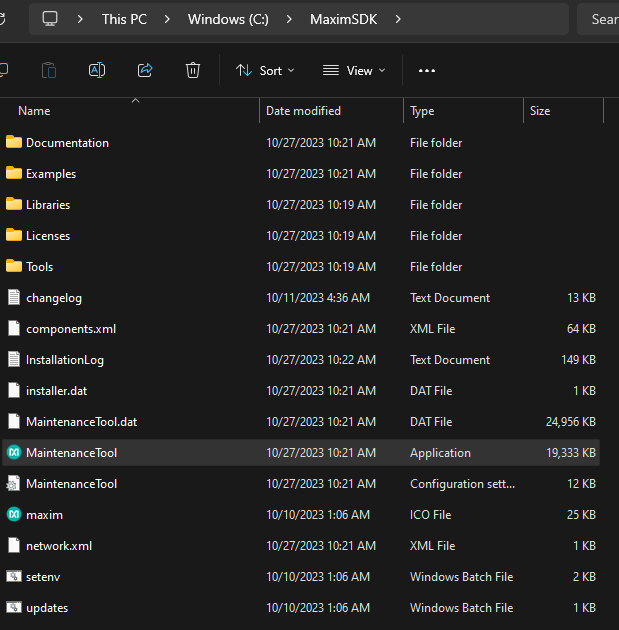 This PC > Windows (C:) > MaximSDK >
Sear
Sort View
Name Date modified Type Size
Documentation 10/27/2023 10:21 AM File folder
Examples 10/27/2023 10:21 AM File folder
Libraries 10/27/2023 10:19 AM File folder
Licenses 10/27/2023 10:19 AM File folder
Tools 10/27/2023 10:19 AM File folder
changelog 10/11/2023 4:36 AM Text Document 13 KB
components.xml 10/27/2023 10:21 AM XML File 64 KB
InstallationLog 10/27/2023 10:22 AM Text Document 149 KB
installer.dat 10/27/2023 10:21 AM DAT File 1 KB
MaintenanceTool.dat 10/27/2023 10:21 AM DAT File 24,956 KB
MaintenanceTool 10/27/2023 10:21 AM Application 19,333 KB
MaintenanceTool 10/27/2023 10:21 AM Configuration sett... 12 KB
maxim 10/10/2023 1:06 AM ICO File 25 KB
network.xml 10/27/2023 10:21 AM XML File 1 KB
setenv 10/10/2023 1:06 AM Windows Batch File 2 KB
updates 10/10/2023 1:06 AM Windows Batch File 1 KB